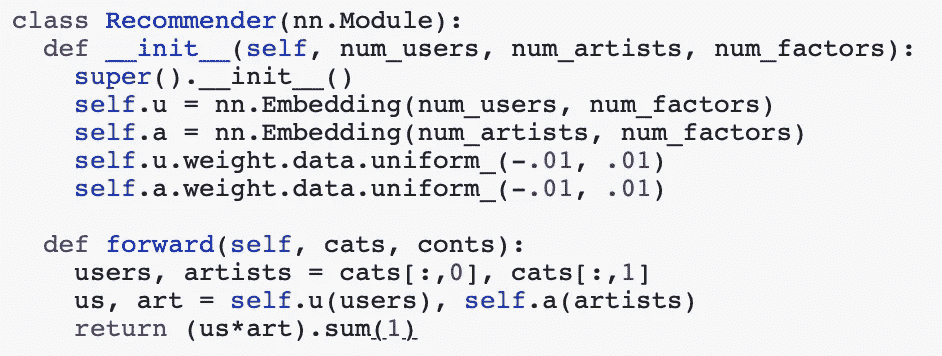 class Recommender(nn.Module):
  def __init__(self, num_users, num_artists, num_factors):
    super().__init__()
    self.u = nn.Embedding(num_users, num_factors)
    self.a = nn.Embedding(num_artists, num_factors)
    self.u.weight.data.uniform_(-.01, .01)
    self.a.weight.data.uniform_(-.01, .01)

  def forward(self, cats, conts):
    users, artists = cats[:,0], cats[:,1]
    us, art = self.u(users), self.a(artists)
    return (us*art).sum(1)